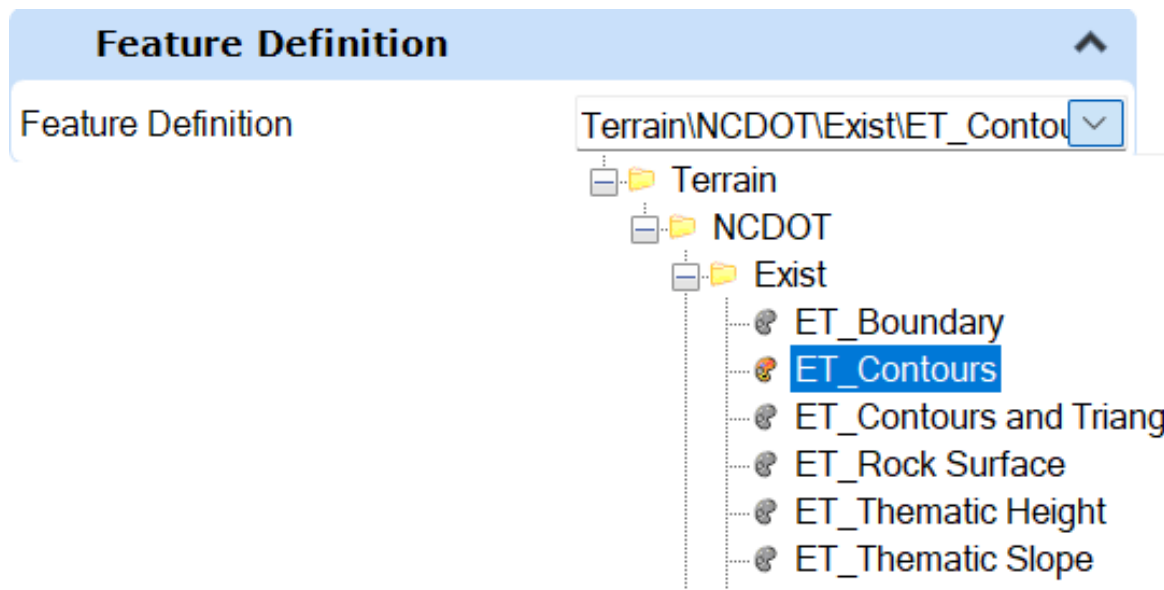 Feature Definition
Feature Definition Terrain\NCDOT\Exist\ET_Contou
Terrain
NCDOT
Exist
ET_Boundary
ET_Contours
ET_Contours and Triang
ET_Rock Surface
ET_Thematic Height
ET_Thematic Slope